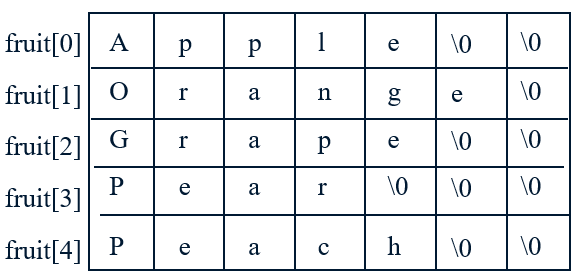 fruit[0] A p p l e \0 \0
fruit[1] O r a n g e \0
fruit[2] G r a p e \0 \0
fruit[3] P e a r \0 \0 \0
fruit[4] P e a c h \0 \0